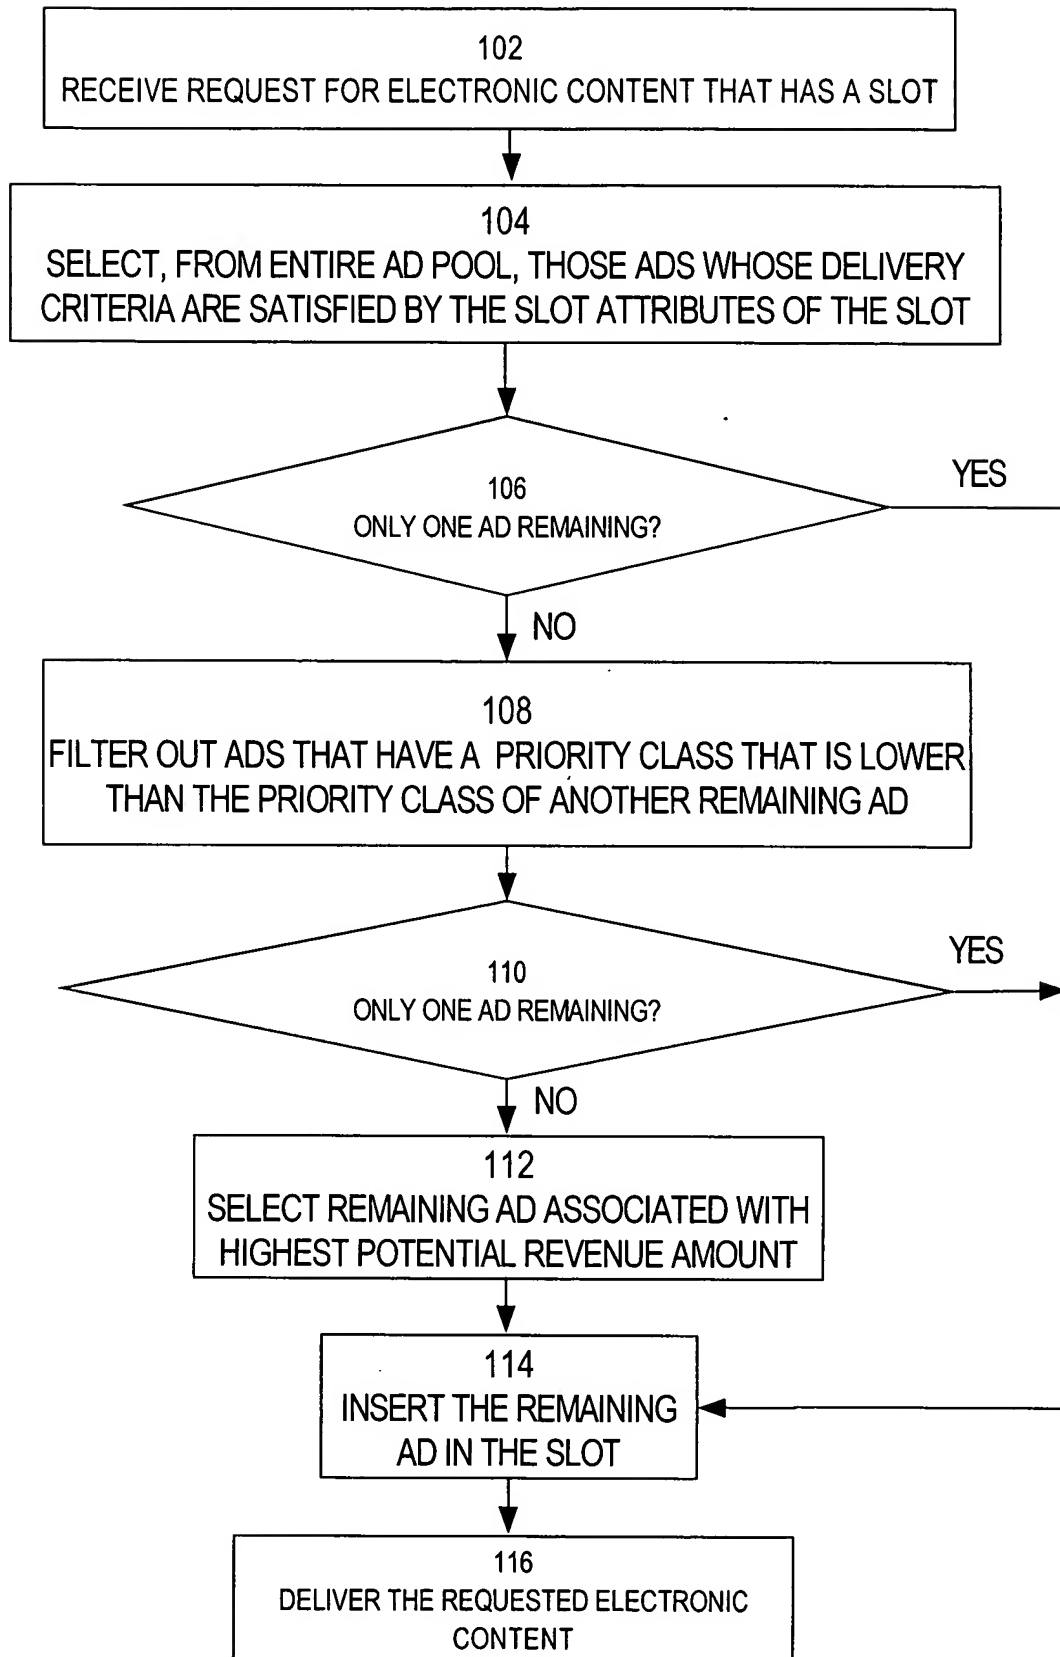 102
RECEIVE REQUEST FOR ELECTRONIC CONTENT THAT HAS A SLOT
104
SELECT, FROM ENTIRE AD POOL, THOSE ADS WHOSE DELIVERY
CRITERIA ARE SATISFIED BY THE SLOT ATTRIBUTES OF THE SLOT
106
ONLY ONE AD REMAINING?
YES
NO
108
FILTER OUT ADS THAT HAVE A PRIORITY CLASS THAT IS LOWER
THAN THE PRIORITY CLASS OF ANOTHER REMAINING AD
110
ONLY ONE AD REMAINING?
YES
NO
112
SELECT REMAINING AD ASSOCIATED WITH
HIGHEST POTENTIAL REVENUE AMOUNT
114
INSERT THE REMAINING
AD IN THE SLOT
116
DELIVER THE REQUESTED ELECTRONIC
CONTENT